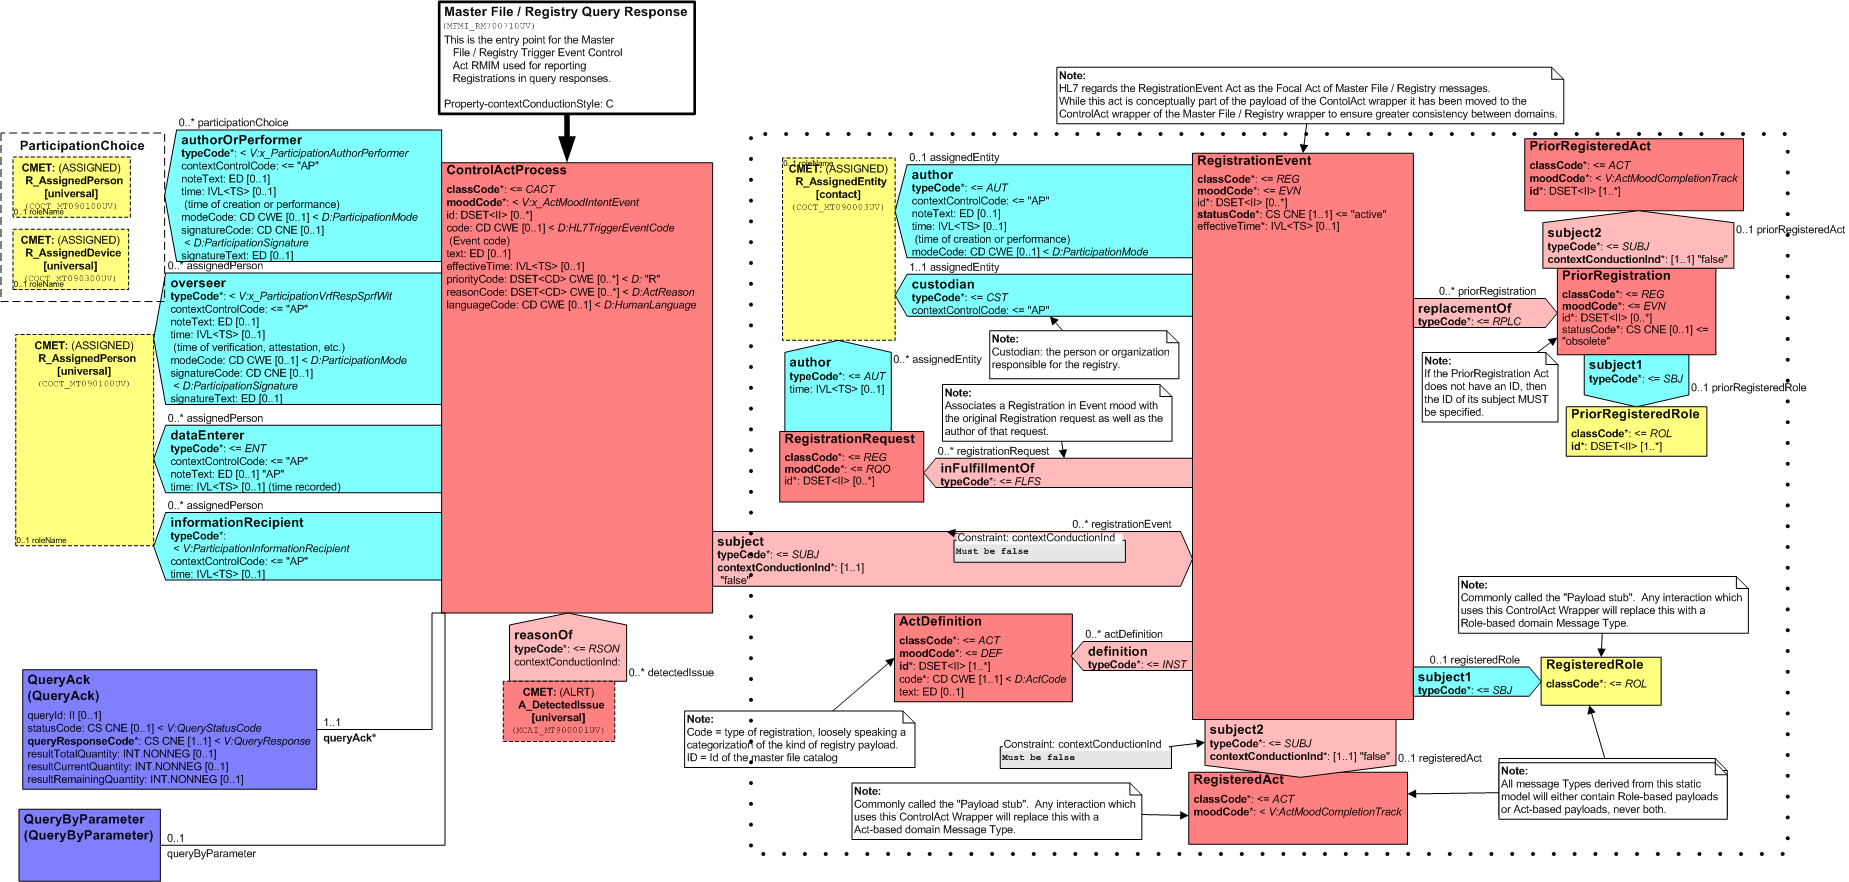 Master File / Registry Query Response
(MFMI_RM700710UV)
This is the entry point for the Master
File / Registry Trigger Event Control
Act RMIM used for reporting
Registrations in query responses.
Property-contextConductionStyle: C
ParticipationChoice
CMET: (ASSIGNED)
R_AssignedPerson
[universal]
(COCT_MT090100UV)
0..1 roleName
CMET: (ASSIGNED)
R_AssignedDevice
[universal]
(COCT_MT090300UV)
0..1 roleName
CMET: (ASSIGNED)
R_AssignedPerson
[universal]
(COCT_MT090100UV)
0..1 roleName
0..* participationChoice
authorOrPerformer
typeCode*: < V:x_ParticipationAuthorPerformer
contextControlCode: <= "AP"
noteText: ED [0..1]
time: IVL<TS> [0..1]
(time of creation or performance)
modeCode: CD CWE [0..1] < D:ParticipationMode
signatureCode: CD CNE [0..1]
< D:ParticipationSignature
signatureText: ED [0..1]
0..* assignedPerson
overseer
typeCode*: < V:x_ParticipationVrfRespSprfWit
contextControlCode: <= "AP"
noteText: ED [0..1]
time: IVL<TS> [0..1]
(time of verification, attestation, etc.)
modeCode: CD CWE [0..1] < D:ParticipationMode
signatureCode: CD CNE [0..1]
< D:ParticipationSignature
signatureText: ED [0..1]
0..* assignedPerson
dataEnterer
typeCode*: <= ENT
contextControlCode: <= "AP"
noteText: ED [0..1] "AP"
time: IVL<TS> [0..1] (time recorded)
0..* assignedPerson
informationRecipient
typeCode*:
< V:ParticipationInformationRecipient
contextControlCode: <= "AP"
time: IVL<TS> [0..1]
ControlActProcess
classCode*: <= CACT
moodCode*: < V:x_ActMoodIntentEvent
id: DSET<II> [0..*]
code: CD CWE [0..1] < D:HL7TriggerEventCode
(Event code)
text: ED [0..1]
effectiveTime: IVL<TS> [0..1]
priorityCode: DSET<CD> CWE [0..*] < D: "R"
reasonCode: DSET<CD> CWE [0..*] < D:ActReason
languageCode: CD CWE [0..1] < D:HumanLanguage
QueryAck
(QueryAck)
queryId: II [0..1]
statusCode: CS CNE [0..1] < V:QueryStatusCode
queryResponseCode*: CS CNE [1..1] < V:QueryResponse
resultTotalQuantity: INT.NONNEG [0..1]
resultCurrentQuantity: INT.NONNEG [0..1]
resultRemainingQuantity: INT.NONNEG [0..1]
1..1
queryAck*
QueryByParameter
(QueryByParameter)
0..1
queryByParameter
reasonOf
typeCode*: <= RSON
contextConductionInd:
0..* detectedIssue
CMET: (ALRT)
A_DetectedIssue
[universal]
(MCAI_MT900001UV)
subject
typeCode*: <= SUBJ
contextConductionInd*: [1..1]
"false"
0..* registrationEvent
Constraint: contextConductionInd
Must be false
Note:
HL7 regards the RegistrationEvent Act as the Focal Act of Master File / Registry messages.
While this act is conceptually part of the payload of the ContolAct wrapper it has been moved to the
ControlAct wrapper of the Master File / Registry wrapper to ensure greater consistency between domains.
0..1 roleName
CMET: (ASSIGNED)
R_AssignedEntity
[contact]
(COCT_MT090003UV)
0..1 assignedEntity
author
typeCode*: <= AUT
contextControlCode: <= "AP"
noteText: ED [0..1]
time: IVL<TS> [0..1]
(time of creation or performance)
modeCode: CD CWE [0..1] < D:ParticipationMode
1..1 assignedEntity
custodian
typeCode*: <= CST
contextControlCode: <= "AP"
Note:
Custodian: the person or organization
responsible for the registry.
author
typeCode*: <= AUT
time: IVL<TS> [0..1]
0..* assignedEntity
Note:
Associates a Registration in Event mood with
the original Registration request as well as the
author of that request.
RegistrationRequest
classCode*: <= REG
moodCode*: <= RQO
id*: DSET<II> [0..*]
0..* registrationRequest
inFulfillmentOf
typeCode*: <= FLFS
RegistrationEvent
classCode*: <= REG
moodCode*: <= EVN
id*: DSET<II> [0..*]
statusCode*: CS CNE [1..1] <= "active"
effectiveTime*: IVL<TS> [0..1]
PriorRegisteredAct
classCode*: <= ACT
moodCode*: < V:ActMoodCompletionTrack
id*: DSET<II> [1..*]
subject2
typeCode*: <= SUBJ
contextConductionInd*: [1..1] "false"
0..1 priorRegisteredAct
0..* priorRegistration
replacementOf
typeCode*: <= RPLC
PriorRegistration
classCode*: <= REG
moodCode*: <= EVN
id*: DSET<II> [0..*]
statusCode*: CS CNE [0..1] <=
"obsolete"
Note:
If the PriorRegistration Act
does not have an ID, then
the ID of its subject MUST
be specified.
subject1
typeCode*: <= SBJ
0..1 priorRegisteredRole
PriorRegisteredRole
classCode*: <= ROL
id*: DSET<II> [1..*]
ActDefinition
classCode*: <= ACT
moodCode*: <= DEF
id*: DSET<II> [1..*]
code*: CD CWE [1..1] < D:ActCode
text: ED [0..1]
0..* actDefinition
definition
typeCode*: <= INST
Note:
Code = type of registration, loosely speaking a
categorization of the kind of registry payload.
ID = Id of the master file catalog
Note:
Commonly called the "Payload stub".  Any interaction which
uses this ControlAct Wrapper will replace this with a
Role-based domain Message Type.
0..1 registeredRole
subject1
typeCode*: <= SBJ
RegisteredRole
classCode*: <= ROL
subject2
typeCode*: <= SUBJ
contextConductionInd*: [1..1] "false"
0..1 registeredAct
Constraint: contextConductionInd
Must be false
RegisteredAct
classCode*: <= ACT
moodCode*: < V:ActMoodCompletionTrack
Note:
Commonly called the "Payload stub".  Any interaction which
uses this ControlAct Wrapper will replace this with a
Act-based domain Message Type.
Note:
All message Types derived from this static
model will either contain Role-based payloads
or Act-based payloads, never both.